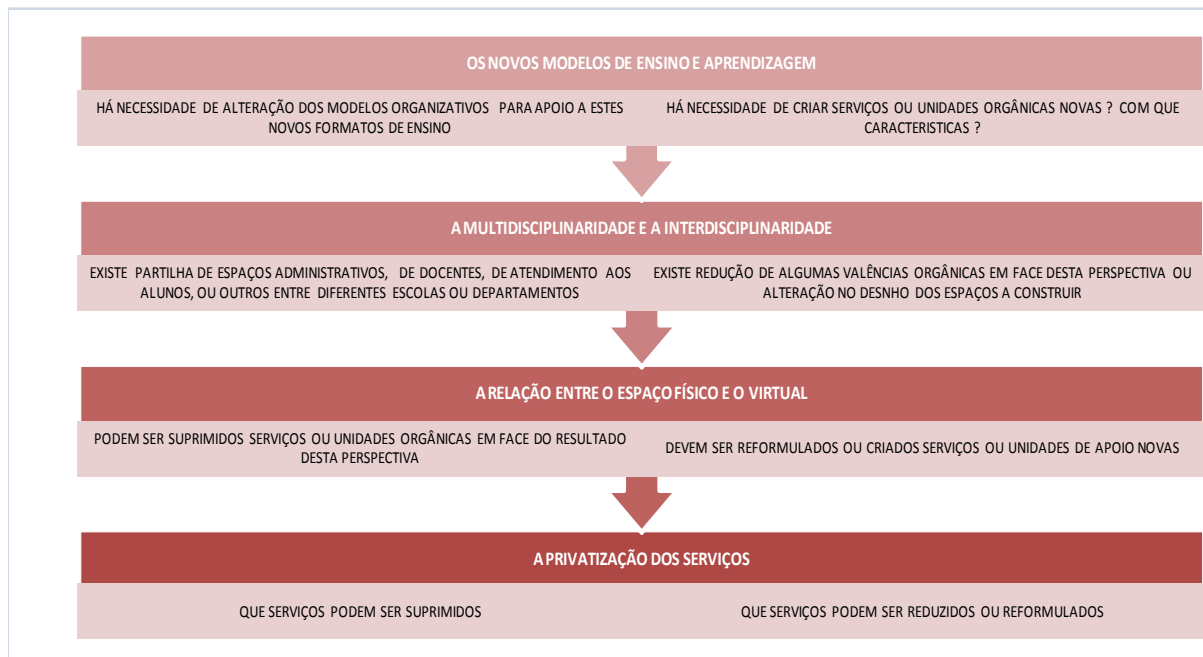 OS NOVOS MODELOS DE ENSINO E APRENDIZAGEM
HÁ NECESSIDADE DE ALTERAÇÃO DOS MODELOS ORGANIZATIVOS PARA APOIO A ESTES
NOVOS FORMATOS DE ENSINO
HÁ NECESSIDADE DE CRIAR SERVIÇOS OU UNIDADES ORGÂNICAS NOVAS ? COM QUE
CARACTERISTICAS ?
A MULTIDISCIPLINARIDADE E A INTERDISCIPLINARIDADE
EXISTE PARTILHA DE ESPAÇOS ADMINISTRATIVOS, DE DOCENTES, DE ATENDIMENTO AOS
ALUNOS, OU OUTROS ENTRE DIFERENTES ESCOLAS OU DEPARTAMENTOS
EXISTE REDUÇÃO DE ALGUMAS VALÊNCIAS ORGÂNICAS EM FACE DESTA PERSPECTIVA OU
ALTERAÇÃO NO DESNHO DOS ESPAÇOS A CONSTRUIR
A RELAÇÃO ENTRE O ESPAÇO FÍSICO E O VIRTUAL
PODEM SER SUPRIMIDOS SERVIÇOS OU UNIDADES ORGÂNICAS EM FACE DO RESULTADO
DESTA PERSPECTIVA
DEVEM SER REFORMULADOS OU CRIADOS SERVIÇOS OU UNIDADES DE APOIO NOVAS
A PRIVATIZAÇÃO DOS SERVIÇOS
QUE SERVIÇOS PODEM SER SUPRIMIDOS
QUE SERVIÇOS PODEM SER REDUZIDOS OU REFORMULADOS